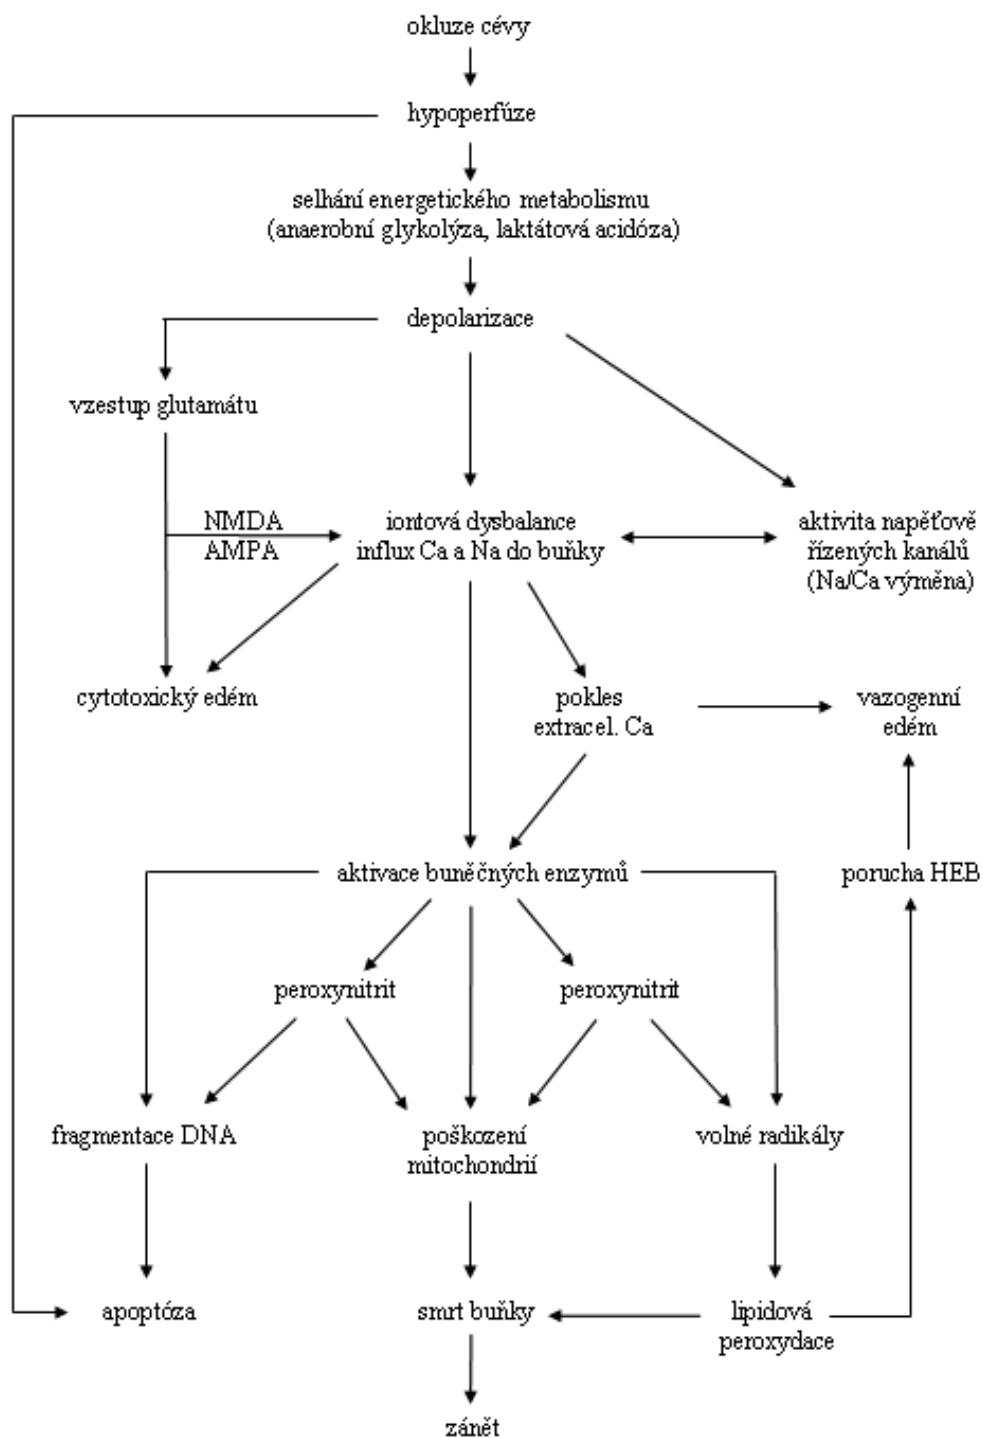 okluze cévy
hypoperfúze
selhání energetického metabolismu
(anaerobní glykolýza, laktátová acidóza)
depolarizace
vzestup glutamátu
NMDA
AMPA
iontová dysbalance
influx Ca a Na do buňky
aktivita napěťově
řízených kanálů
(Na/Ca výměna)
cytotoxický edém
pokles
extracel. Ca
vazogenní
edém
aktivace buněčných enzymů
porucha HEB
peroxynitrit
peroxynitrit
fragmentace DNA
poškození
mitochondrií
volné radikály
apoptóza
smrt buňky
lipidová
peroxydace
zánět